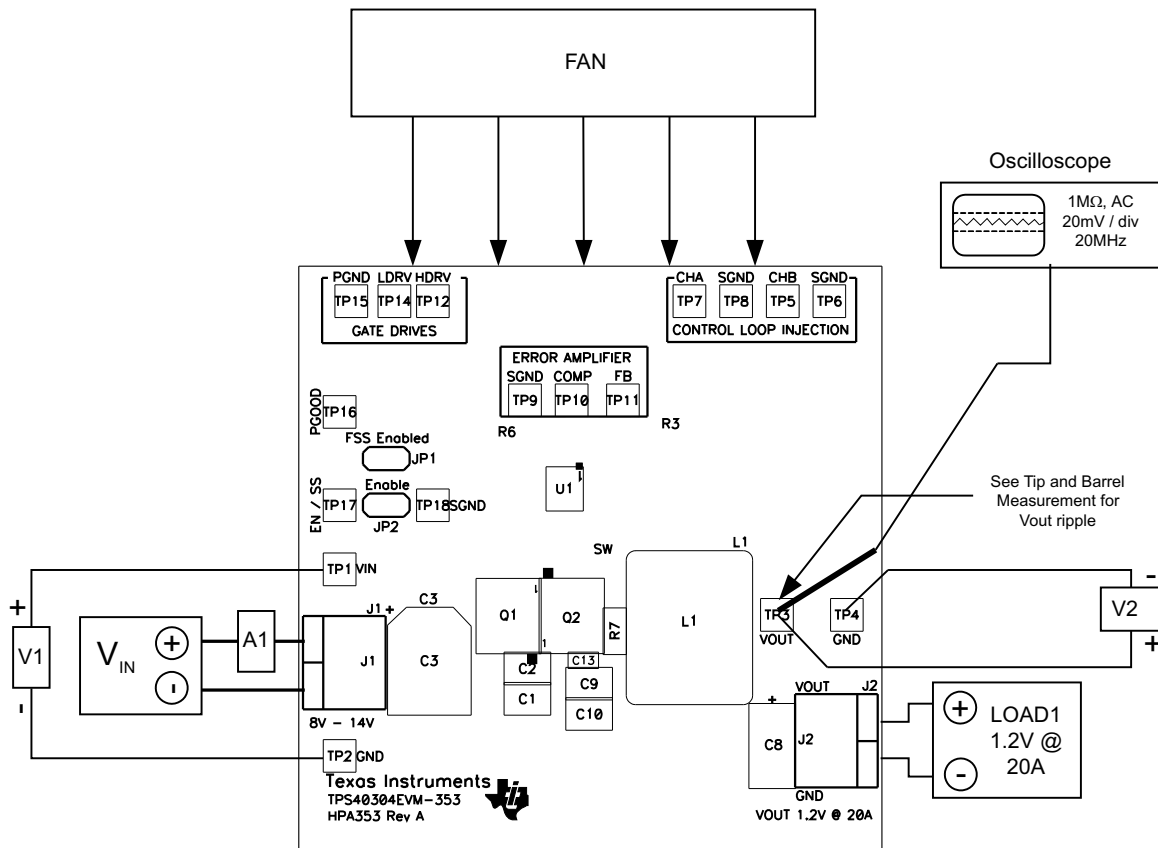 FAN
Oscilloscope
1MΩ, AC
20mV / div
20MHz
PGND LDRV HDRV
TP15 TP14 TP12
GATE DRIVES
CHA SGND CHB SGND
TP7 TP8 TP5 TP6
CONTROL LOOP INJECTION
ERROR AMPLIFIER
SGND COMP FB
TP9 TP10 TP11
R6 R3
PGOOD
TP16
FSS Enabled
JP1
EN / SS
TP17
Enable
JP2
TP18 SGND
1
U1
See Tip and Barrel
Measurement for
Vout ripple
TP1 VIN
SW
L1
L1
+
V1
-
VIN
+
-
A1
J1 +
J1
8V - 14V
C3
C3
Q1
1
Q2
1
R7
C2
C1
C13
C9
C10
TP3
VOUT
TP4
GND
-
V2
+
VOUT J2
+
C8
J2
GND
VOUT 1.2V @ 20A
+
-
LOAD1
1.2V @
20A
TP2 GND
Texas Instruments
TPS40304EVM-353
HPA353 Rev A